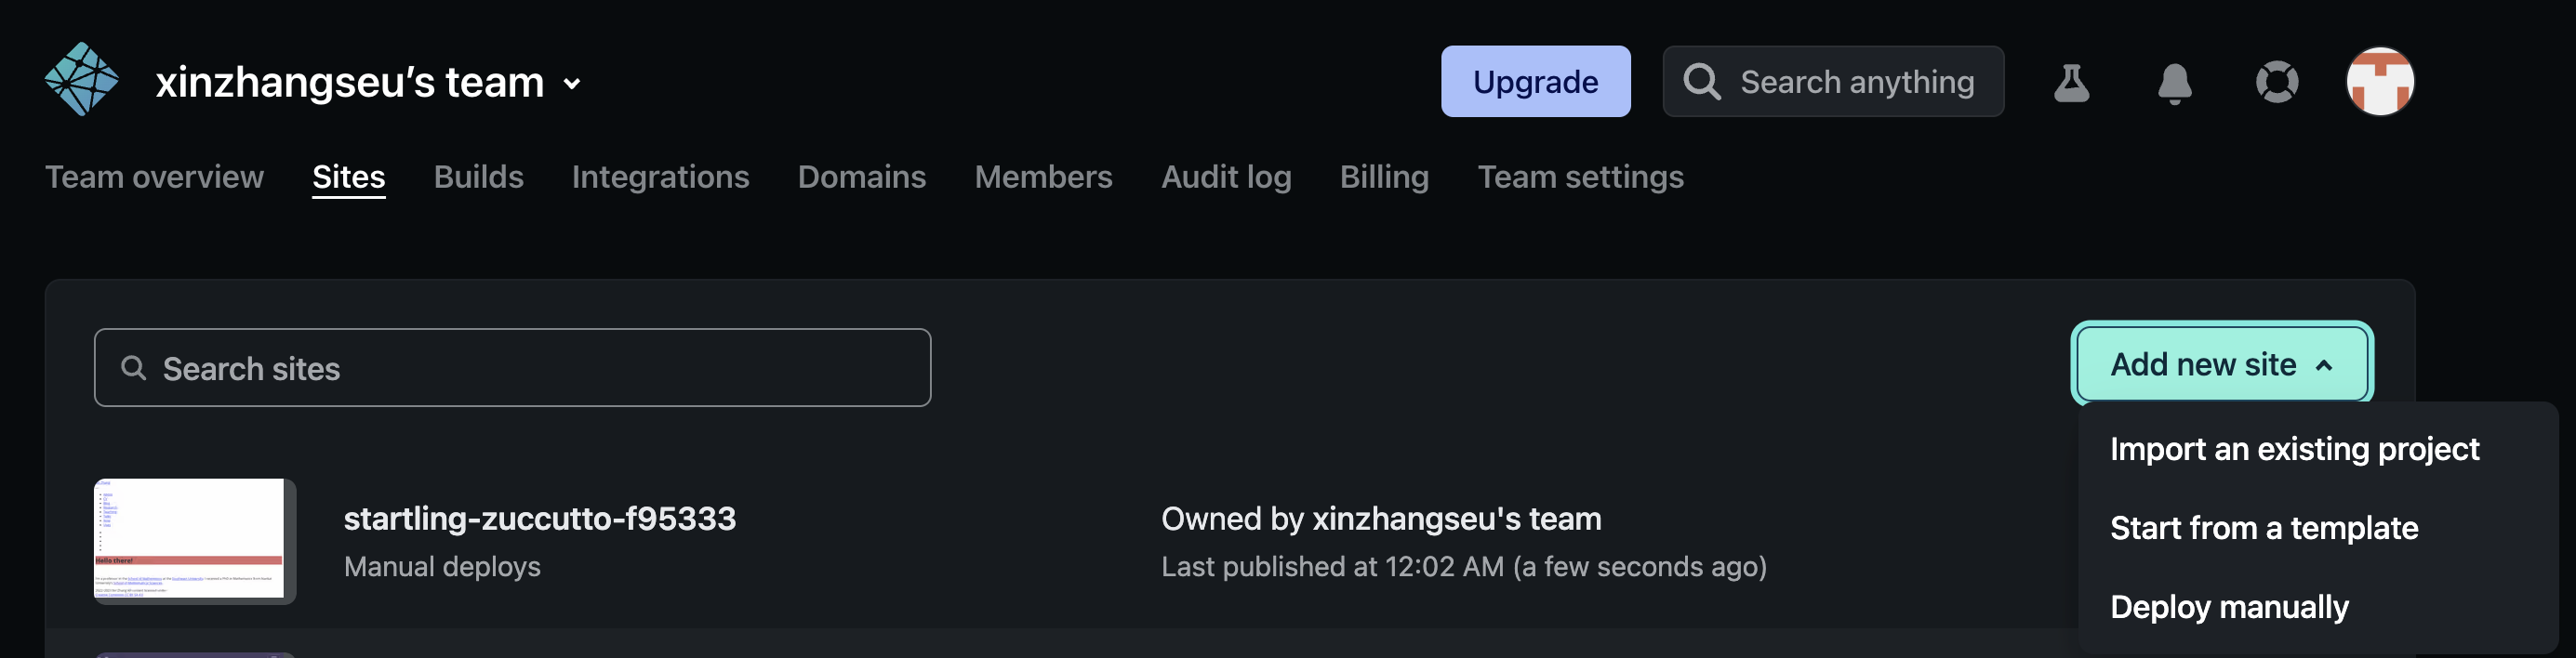 xinzhangseu’s team
Upgrade
Search anything
Team overview Sites Builds Integrations Domains Members Audit log Billing Team settings
Search sites
Add new site
Import an existing project
Start from a template
Deploy manually
startling-zuccutto-f95333
Manual deploys
Owned by xinzhangseu's team
Last published at 12:02 AM (a few seconds ago)
Hello there!